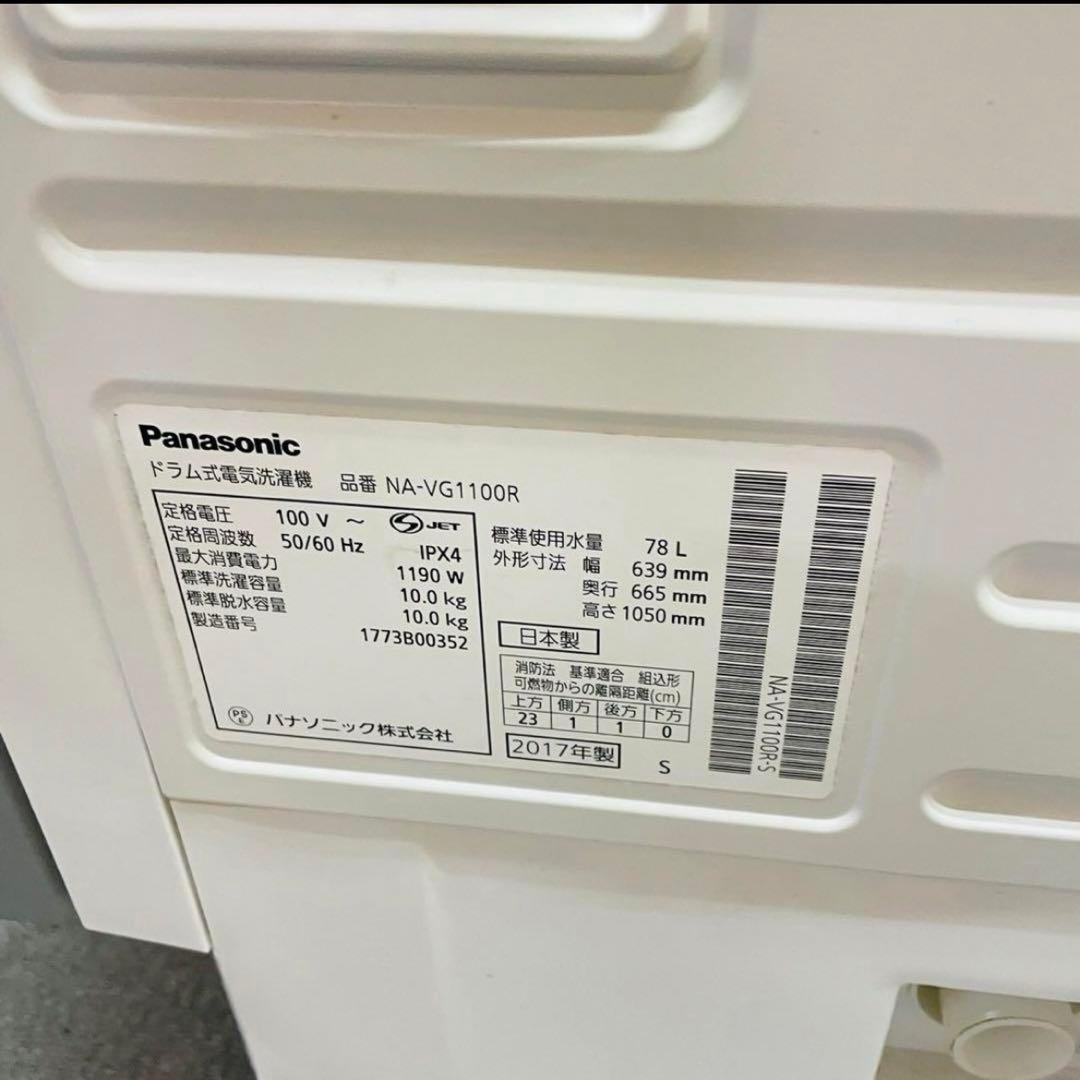 Panasonic
ドラム式電気洗濯機 品番 NA-VG1100R
定格電圧 100 V ～ S JET
定格周波数 50/60 Hz IPX4
最大消費電力 1190 W
標準洗濯容量 10.0 kg
標準脱水容量 10.0 kg
製造番号 1773B00352
PS E パナソニック株式会社
標準使用水量 78 L
外形寸法 幅 639 mm
奥行 665 mm
高さ 1050 mm
日本製
消防法 基準適合 組込形
可燃物からの離隔距離(cm)
上方 側方 後方 下方
23 1 1 0
2017年製 S
NA-VG1100R-S